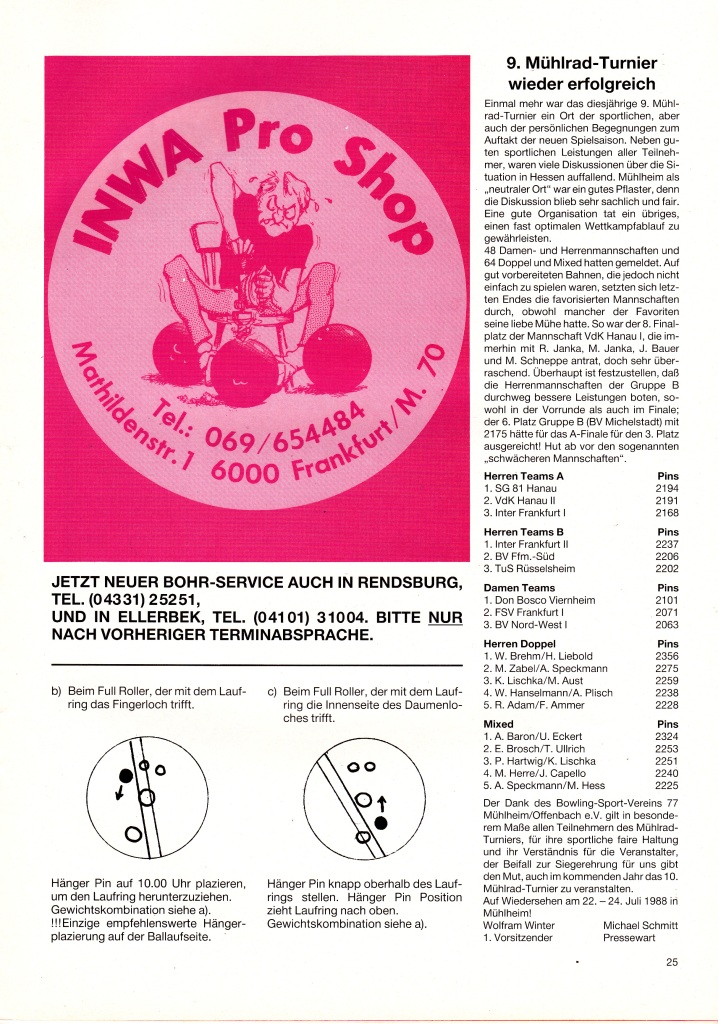 INWA Pro Shop
Tel.: 069/654484
Mathildenstr. 1 6000 Frankfurt/M. 70
JETZT NEUER BOHR-SERVICE AUCH IN RENDSBURG,
TEL. (04331) 25251,
UND IN ELLERBEK, TEL. (04101) 31004. BITTE NUR
NACH VORHERIGER TERMINABSPRACHE.
b) Beim Full Roller, der mit dem Lauf-
ring das Fingerloch trifft.
Hänger Pin auf 10.00 Uhr plazieren,
um den Laufring herunterzuziehen.
Gewichtskombination siehe a).
!!!Einzige empfehlenswerte Hänger-
plazierung auf der Ballaufseite.
c) Beim Full Roller, der mit dem Lauf-
ring die Innenseite des Daumenlo-
ches trifft.
Hänger Pin knapp oberhalb des Lauf-
rings stellen. Hänger Pin Position
zieht Laufring nach oben.
Gewichtskombination siehe a).
9. Mühlrad-Turnier
wieder erfolgreich
Einmal mehr war das diesjährige 9. Mühl-
rad-Turnier ein Ort der sportlichen, aber
auch der persönlichen Begegnungen zum
Auftakt der neuen Spielsaison. Neben gu-
ten sportlichen Leistungen aller Teilneh-
mer, waren viele Diskussionen über die Si-
tuation in Hessen auffallend. Mühlheim als
„neutraler Ort“ war ein gutes Pflaster, denn
die Diskussion blieb sehr sachlich und fair.
Eine gute Organisation tat ein übriges,
einen fast optimalen Wettkampfablauf zu
gewährleisten.
48 Damen- und Herrenmannschaften und
64 Doppel und Mixed hatten gemeldet. Auf
gut vorbereiteten Bahnen, die jedoch nicht
einfach zu spielen waren, setzten sich letz-
ten Endes die favorisierten Mannschaften
durch, obwohl mancher der Favoriten
seine liebe Mühe hatte. So war der 8. Final-
platz der Mannschaft VdK Hanau I, die im-
merhin mit R. Janka, M. Janka, J. Bauer
und M. Schneppe antrat, doch sehr über-
raschend. Überhaupt ist festzustellen, daß
die Herrenmannschaften der Gruppe B
durchweg bessere Leistungen boten, so-
wohl in der Vorrunde als auch im Finale;
der 6. Platz Gruppe B (BV Michelstadt) mit
2175 hätte für das A-Finale für den 3. Platz
ausgereicht! Hut ab vor den sogenannten
„schwächeren Mannschaften“.
Herren Teams A Pins
1. SG 81 Hanau 2194
2. VdK Hanau II 2191
3. Inter Frankfurt I 2168
Herren Teams B Pins
1. Inter Frankfurt II 2237
2. BV Ffm.-Süd 2206
3. TuS Rüsselsheim 2202
Damen Teams Pins
1. Don Bosco Viernheim 2101
2. FSV Frankfurt I 2071
3. BV Nord-West I 2063
Herren Doppel Pins
1. W. Brehm/H. Liebold 2356
2. M. Zabel/A. Speckmann 2275
3. K. Lischka/M. Aust 2259
4. W. Hanselmann/A. Plisch 2238
5. R. Adam/F. Ammer 2228
Mixed Pins
1. A. Baron/U. Eckert 2324
2. E. Brosch/T. Ullrich 2253
3. P. Hartwig/K. Lischka 2251
4. M. Herre/J. Capello 2240
5. A. Speckmann/M. Hess 2225
Der Dank des Bowling-Sport-Vereins 77
Mühlheim/Offenbach e.V. gilt in besonde-
rem Maße allen Teilnehmern des Mühlrad-
Turniers, für ihre sportliche faire Haltung
und ihr Verständnis für die Veranstalter,
der Beifall zur Siegerehrung für uns gibt
den Mut, auch im kommenden Jahr das 10.
Mühlrad-Turnier zu veranstalten.
Auf Wiedersehen am 22. – 24. Juli 1988 in
Mühlheim!
Wolfram Winter Michael Schmitt
1. Vorsitzender Pressewart
25